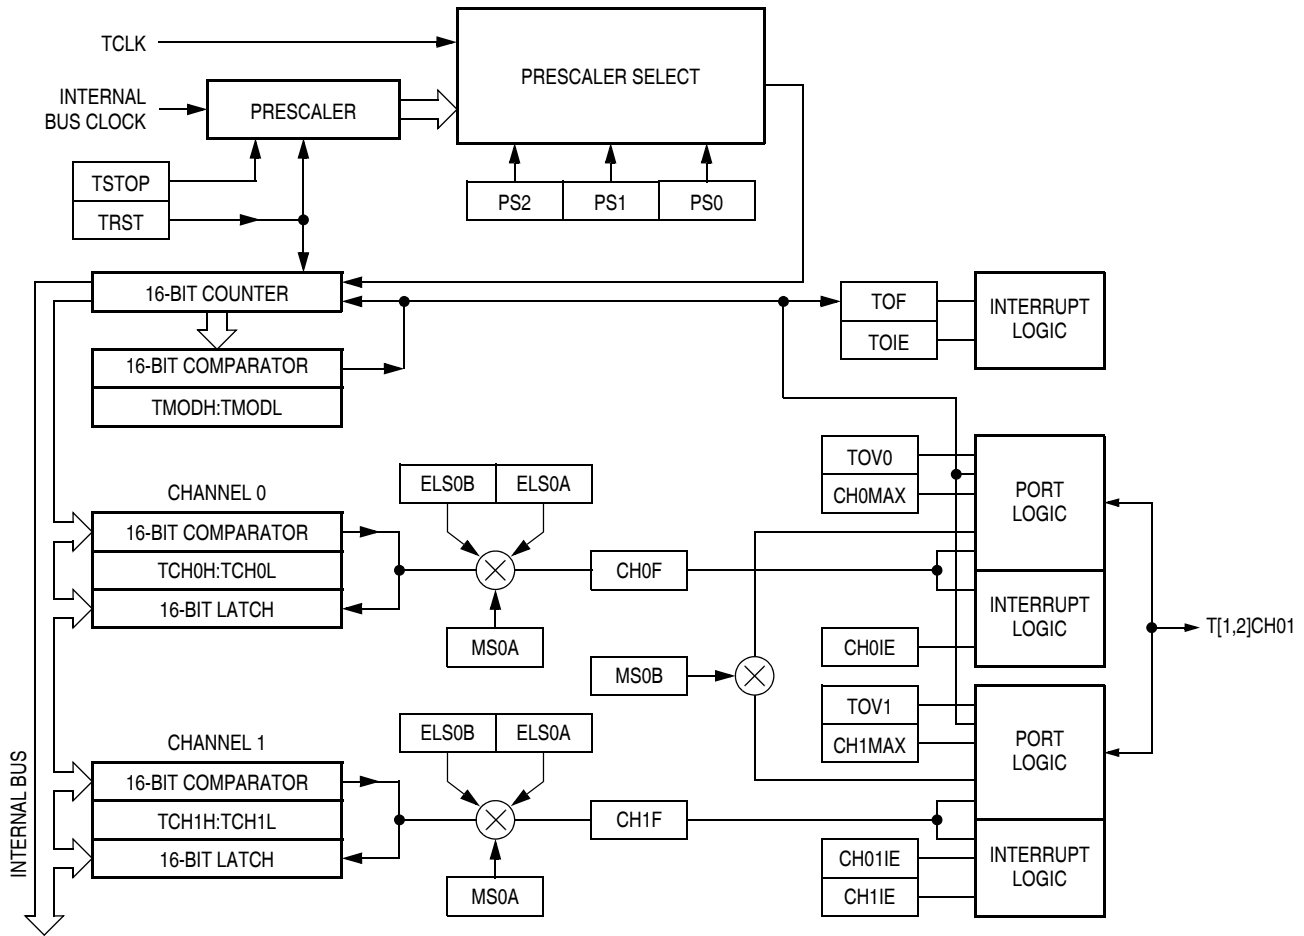 TCLK
PRESCALER SELECT
INTERNAL
BUS CLOCK
PRESCALER
TSTOP
TRST
PS2
PS1
PS0
16-BIT COUNTER
16-BIT COMPARATOR
TMODH:TMODL
TOF
TOIE
INTERRUPT
LOGIC
CHANNEL 0
16-BIT COMPARATOR
TCH0H:TCH0L
16-BIT LATCH
ELS0B
ELS0A
MS0A
CH0F
TOV0
CH0MAX
PORT
LOGIC
INTERRUPT
LOGIC
CH0IE
T[1,2]CH01
MS0B
CHANNEL 1
16-BIT COMPARATOR
TCH1H:TCH1L
16-BIT LATCH
ELS0B
ELS0A
MS0A
CH1F
TOV1
CH1MAX
PORT
LOGIC
CH01IE
CH1IE
INTERRUPT
LOGIC
INTERNAL BUS